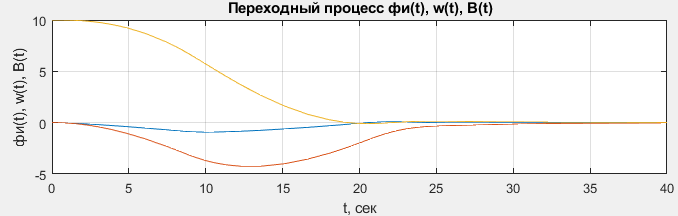 Переходный процесс фи(t), w(t), B(t)
фи(t), w(t), B(t)
10
5
0
-5
0 5 10 15 20 25 30 35 40
t, сек